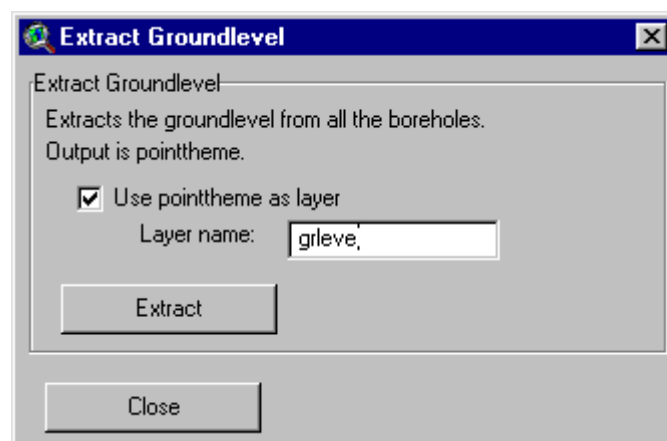 Extract Groundlevel
Extract Groundlevel
Extracts the groundlevel from all the boreholes.
Output is pointtheme.
Use pointtheme as layer
Layer name: grleve
Extract
Close